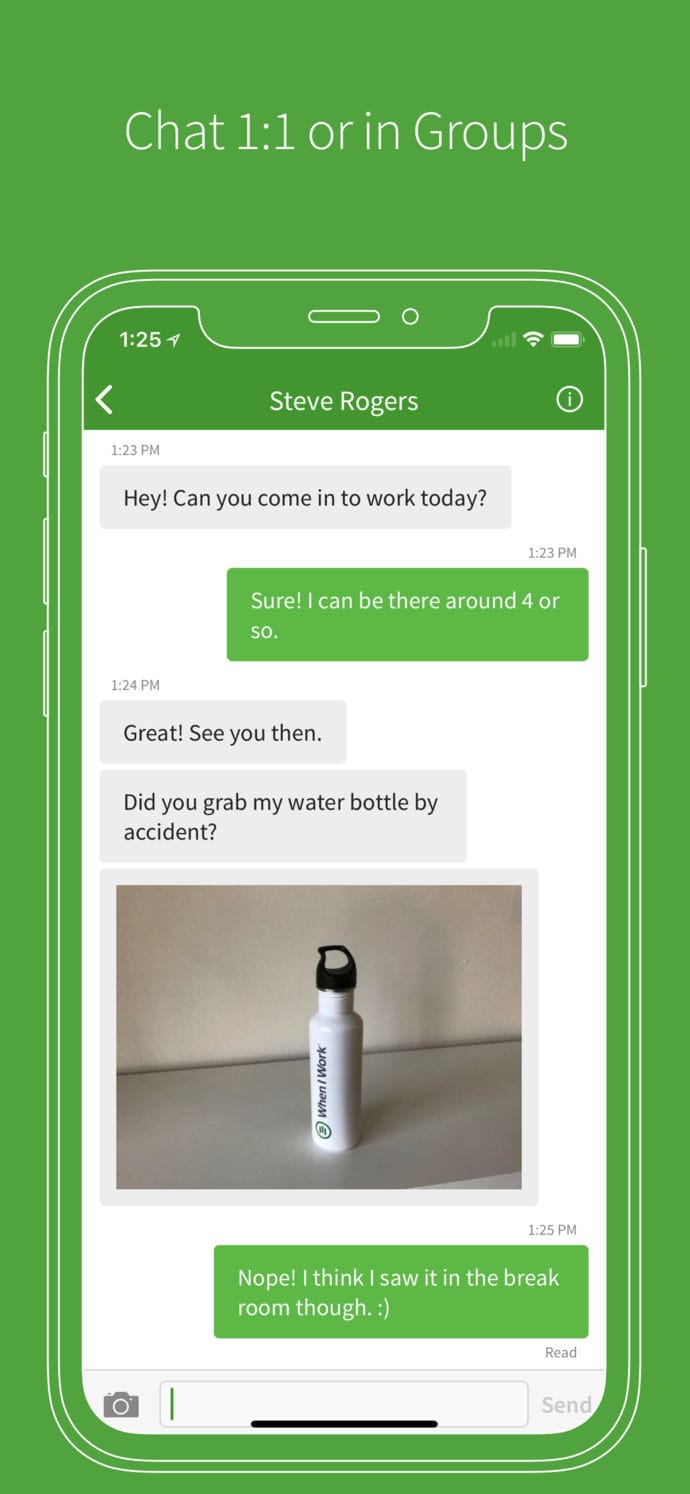 Chat 1:1 or in Groups
1:25
Steve Rogers
1:23 PM
Hey! Can you come in to work today?
1:23 PM
Sure! I can be there around 4 or
so.
1:24 PM
Great! See you then.
Did you grab my water bottle by
accident?
When I Work
1:25 PM
Nope! I think I saw it in the break
room though. :)
Read
Send